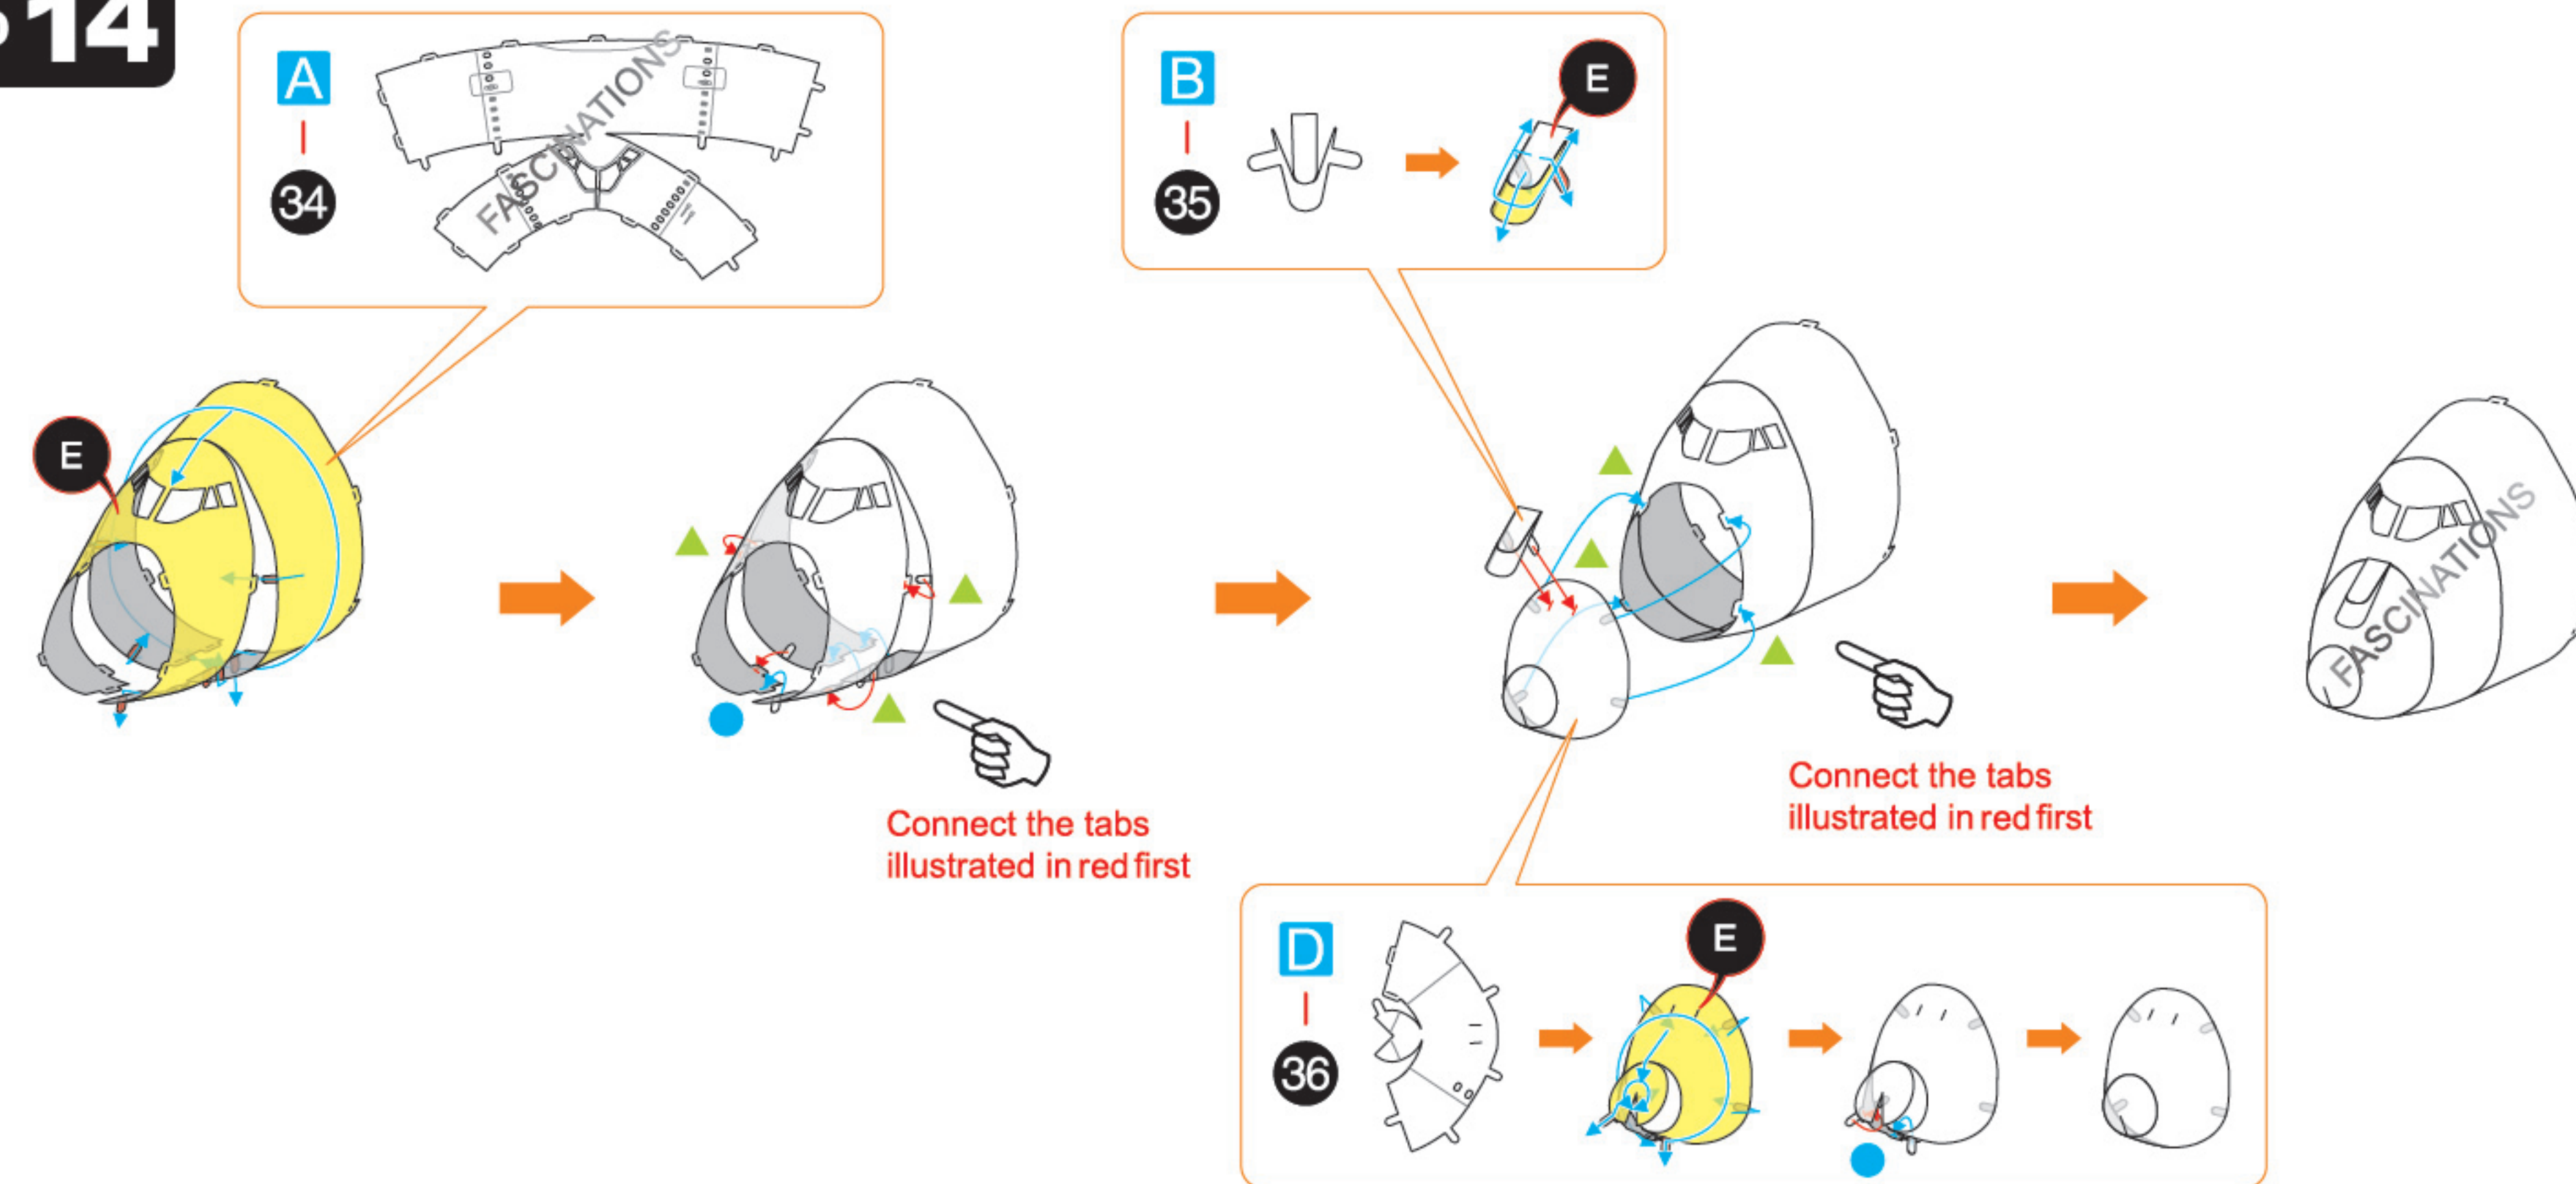 14
A
34
FASCINATIONS
B
35
E
E
Connect the tabs
illustrated in red first
Connect the tabs
illustrated in red first
FASCINATIONS
D
36
E